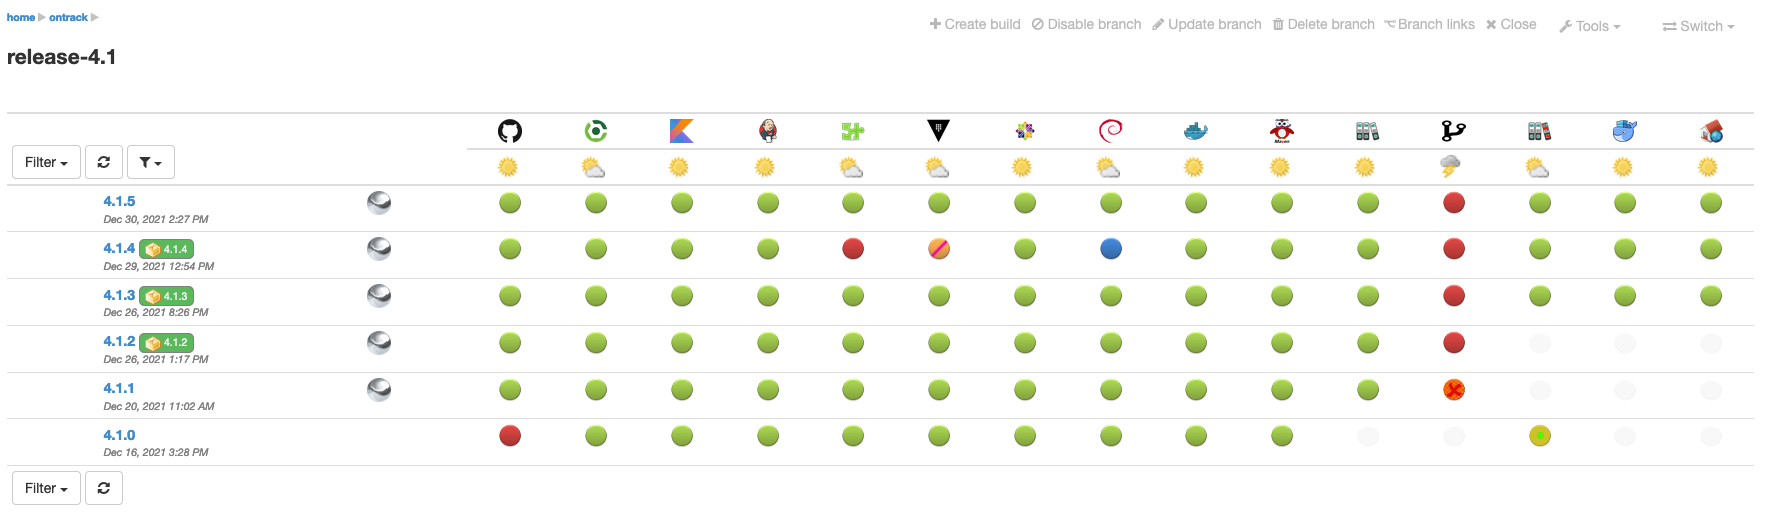 home ontrack
Create build Disable branch Update branch Delete branch Branch links Close Tools Switch
release-4.1
Filter
4.1.5
Dec 30, 2021 2:27 PM
4.1.4 4.1.4
Dec 29, 2021 12:54 PM
4.1.3 4.1.3
Dec 26, 2021 8:26 PM
4.1.2 4.1.2
Dec 26, 2021 1:17 PM
4.1.1
Dec 20, 2021 11:02 AM
4.1.0
Dec 16, 2021 3:28 PM
Filter